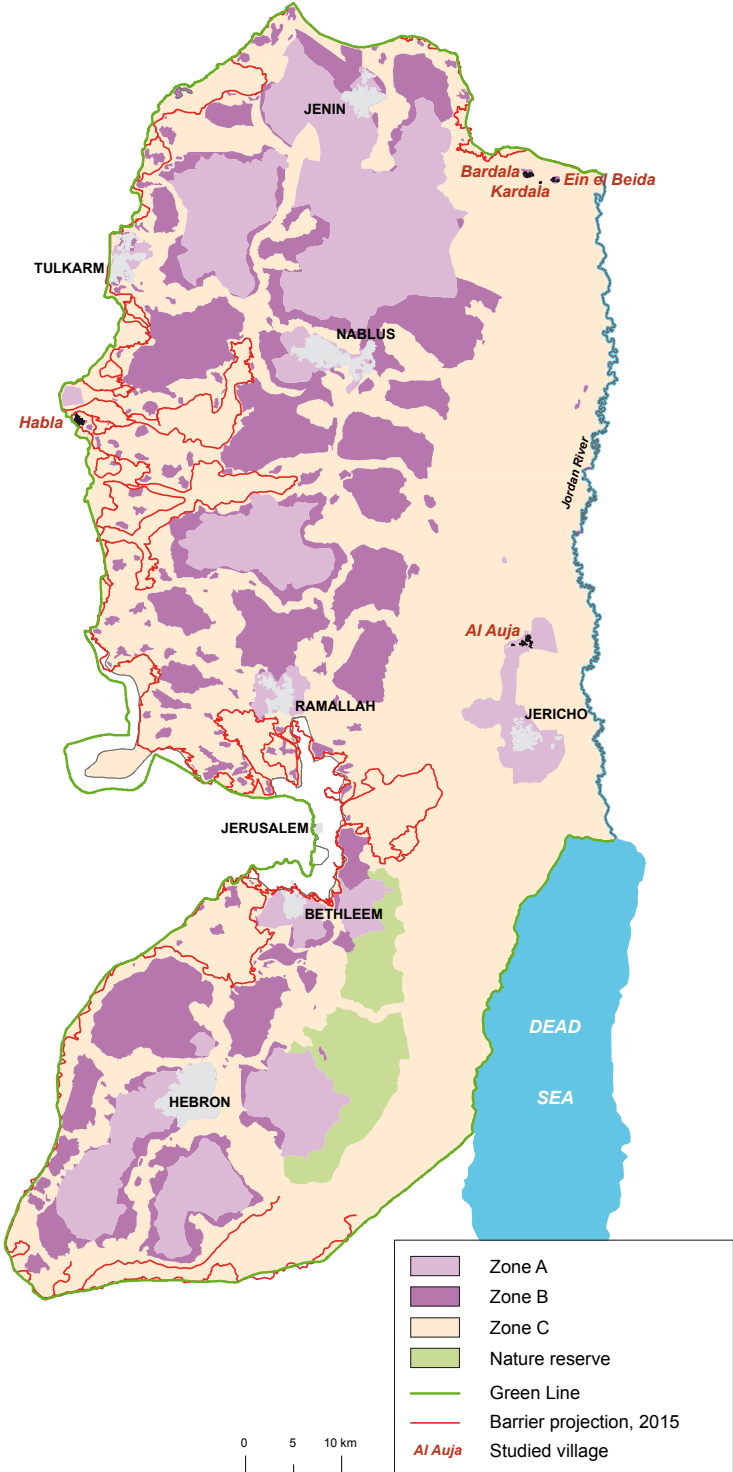 JENIN
Bardala
Ein el Beida
Kardala
TULKARM
NABLUS
Habla
Jordan River
Al Auja
RAMALLAH
JERICHO
JERUSALEM
BETHLEEM
DEAD
SEA
HEBRON
Zone A
Zone B
Zone C
Nature reserve
Green Line
Barrier projection, 2015
Al Auja Studied village
0 5 10 km